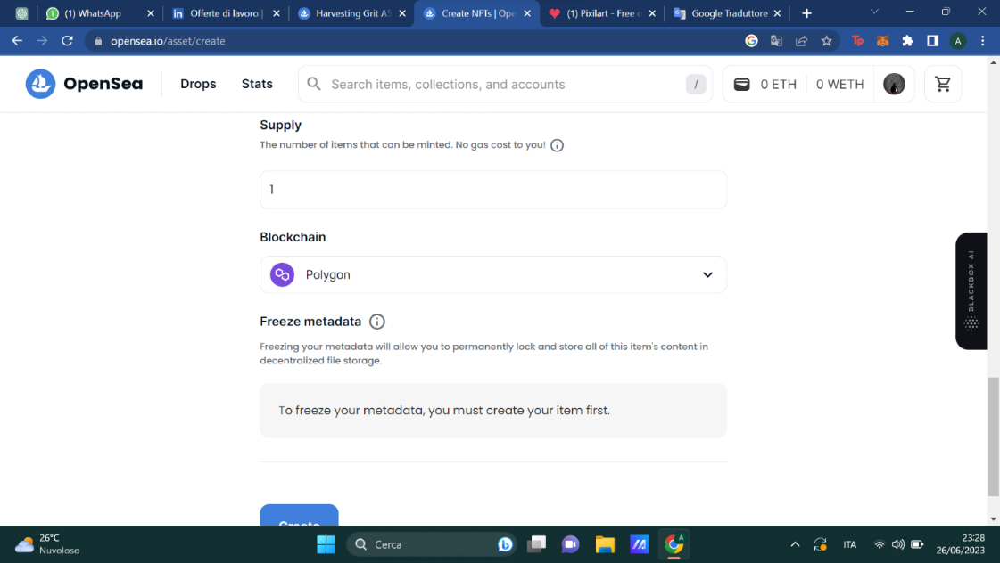 (1) WhatsApp
Offerte di lavoro |
Harvesting Grit A
Create NFTs | Ope
(1) Pixilart - Free
Google Traduttore
opensea.io/asset/create
Tp
A
OpenSea
Drops
Stats
Search items, collections, and accounts
/
0 ETH
0 WETH
Supply
The number of items that can be minted. No gas cost to you!
1
Blockchain
Polygon
BLACKBOX AI
Freeze metadata
Freezing your metadata will allow you to permanently lock and store all of this item's content in
decentralized file storage.
To freeze your metadata, you must create your item first.
Create
26°C
Nuvoloso
Cerca
ITA
23:28
26/06/2023